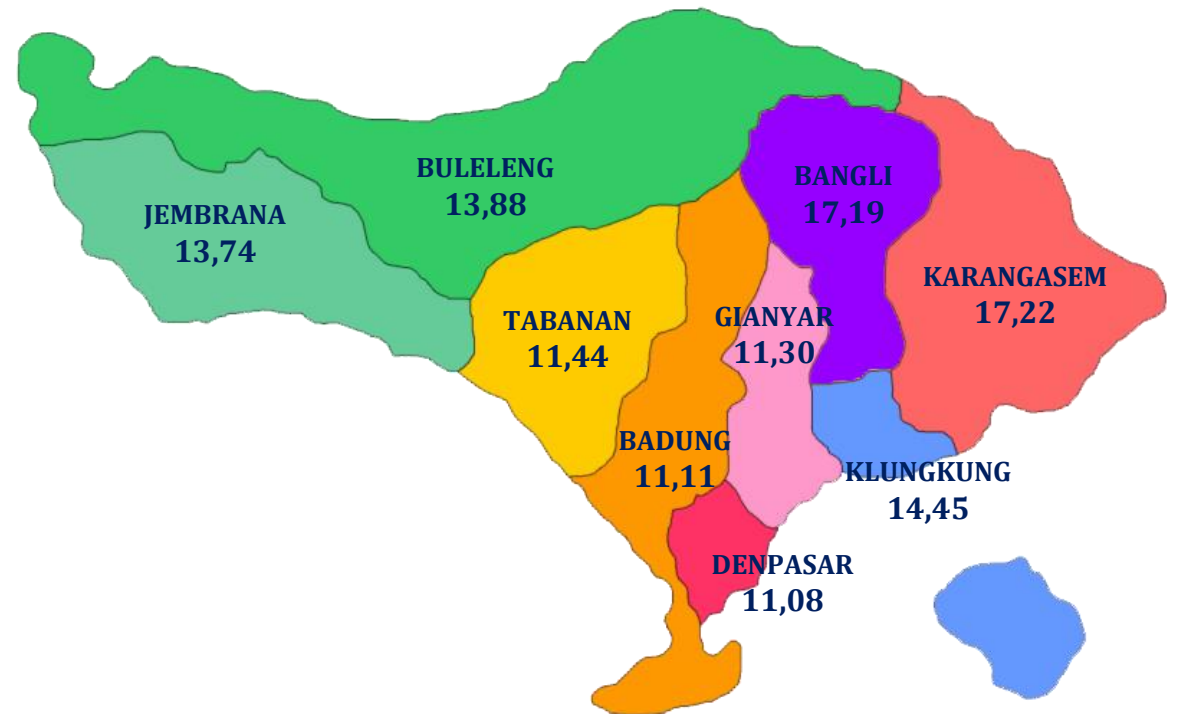 BULELENG
13,88
BANGLI
17,19
JEMBRANA
13,74
KARANGASEM
17,22
TABANAN
11,44
GIANYAR
11,30
BADUNG
11,11
KLUNGKUNG
14,45
DENPASAR
11,08